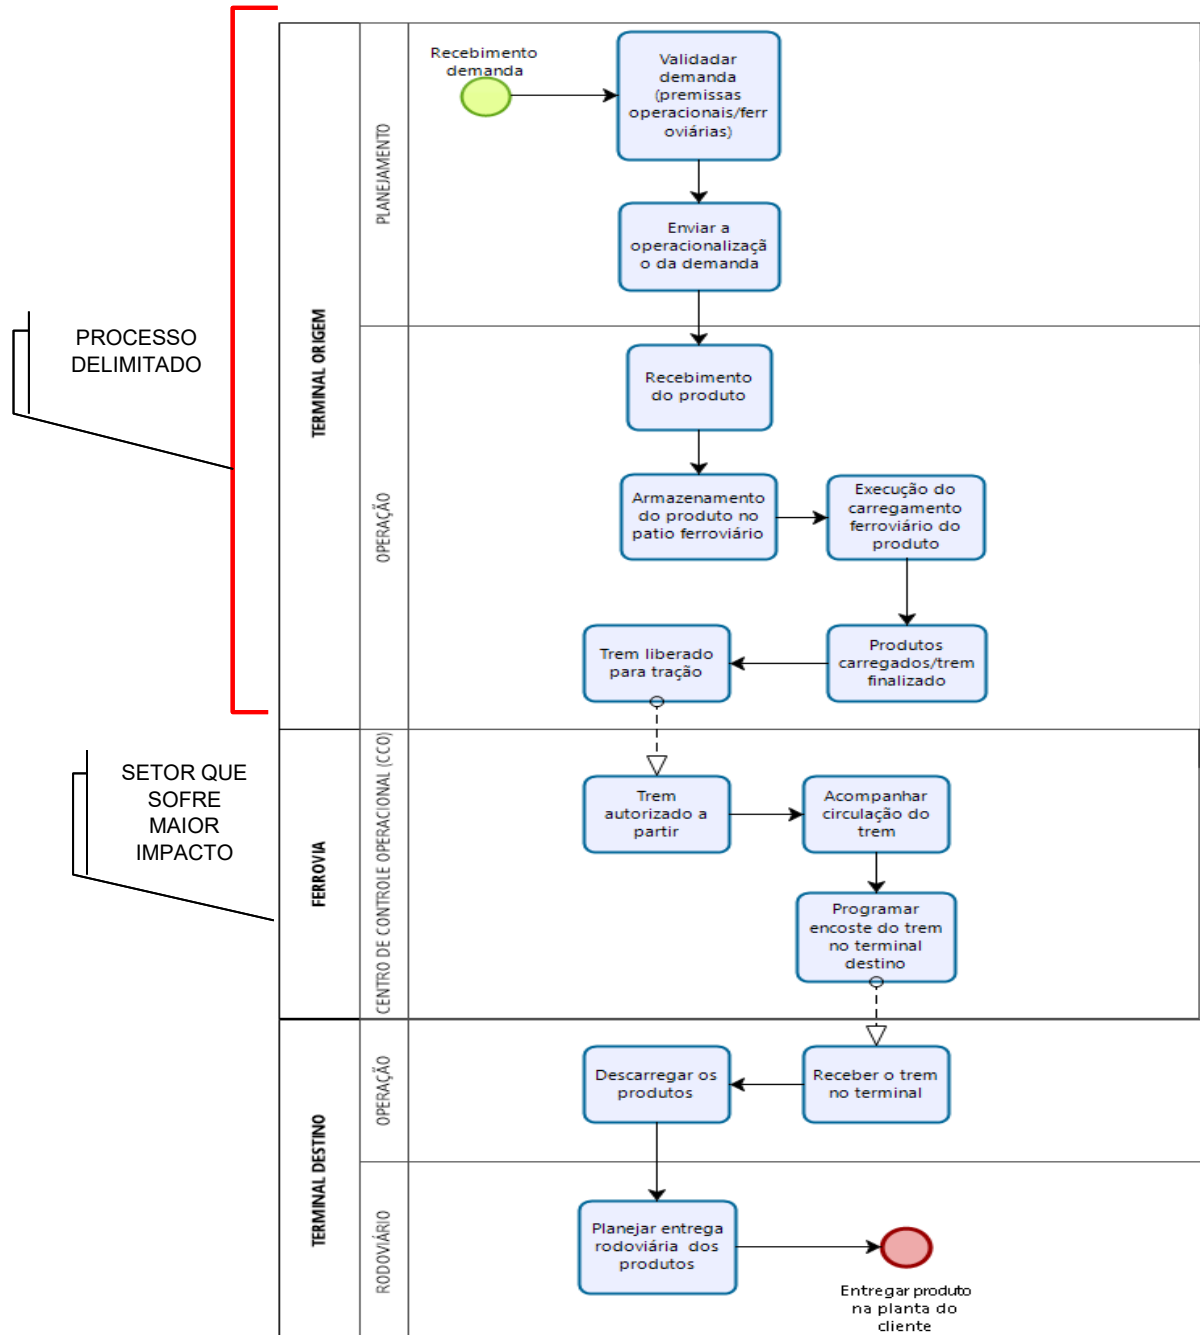 PROCESSO
DELIMITADO
SETOR QUE
SOFRE
MAIOR
IMPACTO
TERMINAL ORIGEM
PLANEJAMENTO
Recebimento
demanda
Validadar
demanda
(premissas
operacionais/ferr
oviárias)
Enviar a
operacionalizaçã
o da demanda
OPERAÇÃO
Recebimento
do produto
Armazenamento
do produto no
patio ferroviário
Execução do
carregamento
ferroviário do
produto
Produtos
carregados/trem
finalizado
Trem liberado
para tração
FERROVIA
CENTRO DE CONTROLE OPERACIONAL (CCO)
Trem
autorizado a
partir
Acompanhar
circulação do
trem
Programar
encoste do trem
no terminal
destino
TERMINAL DESTINO
OPERAÇÃO
Receber o trem
no terminal
Descarregar os
produtos
RODOVIÁRIO
Planejar entrega
rodoviária dos
produtos
Entregar produto
na planta do
cliente